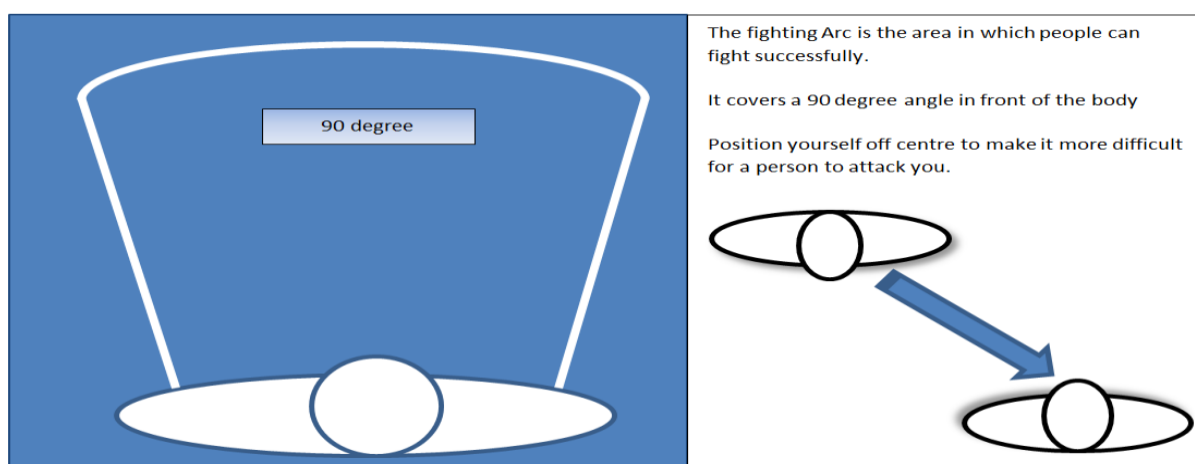 90 degree
The fighting Arc is the area in which people can
fight successfully.
It covers a 90 degree angle in front of the body
Position yourself off centre to make it more difficult
for a person to attack you.